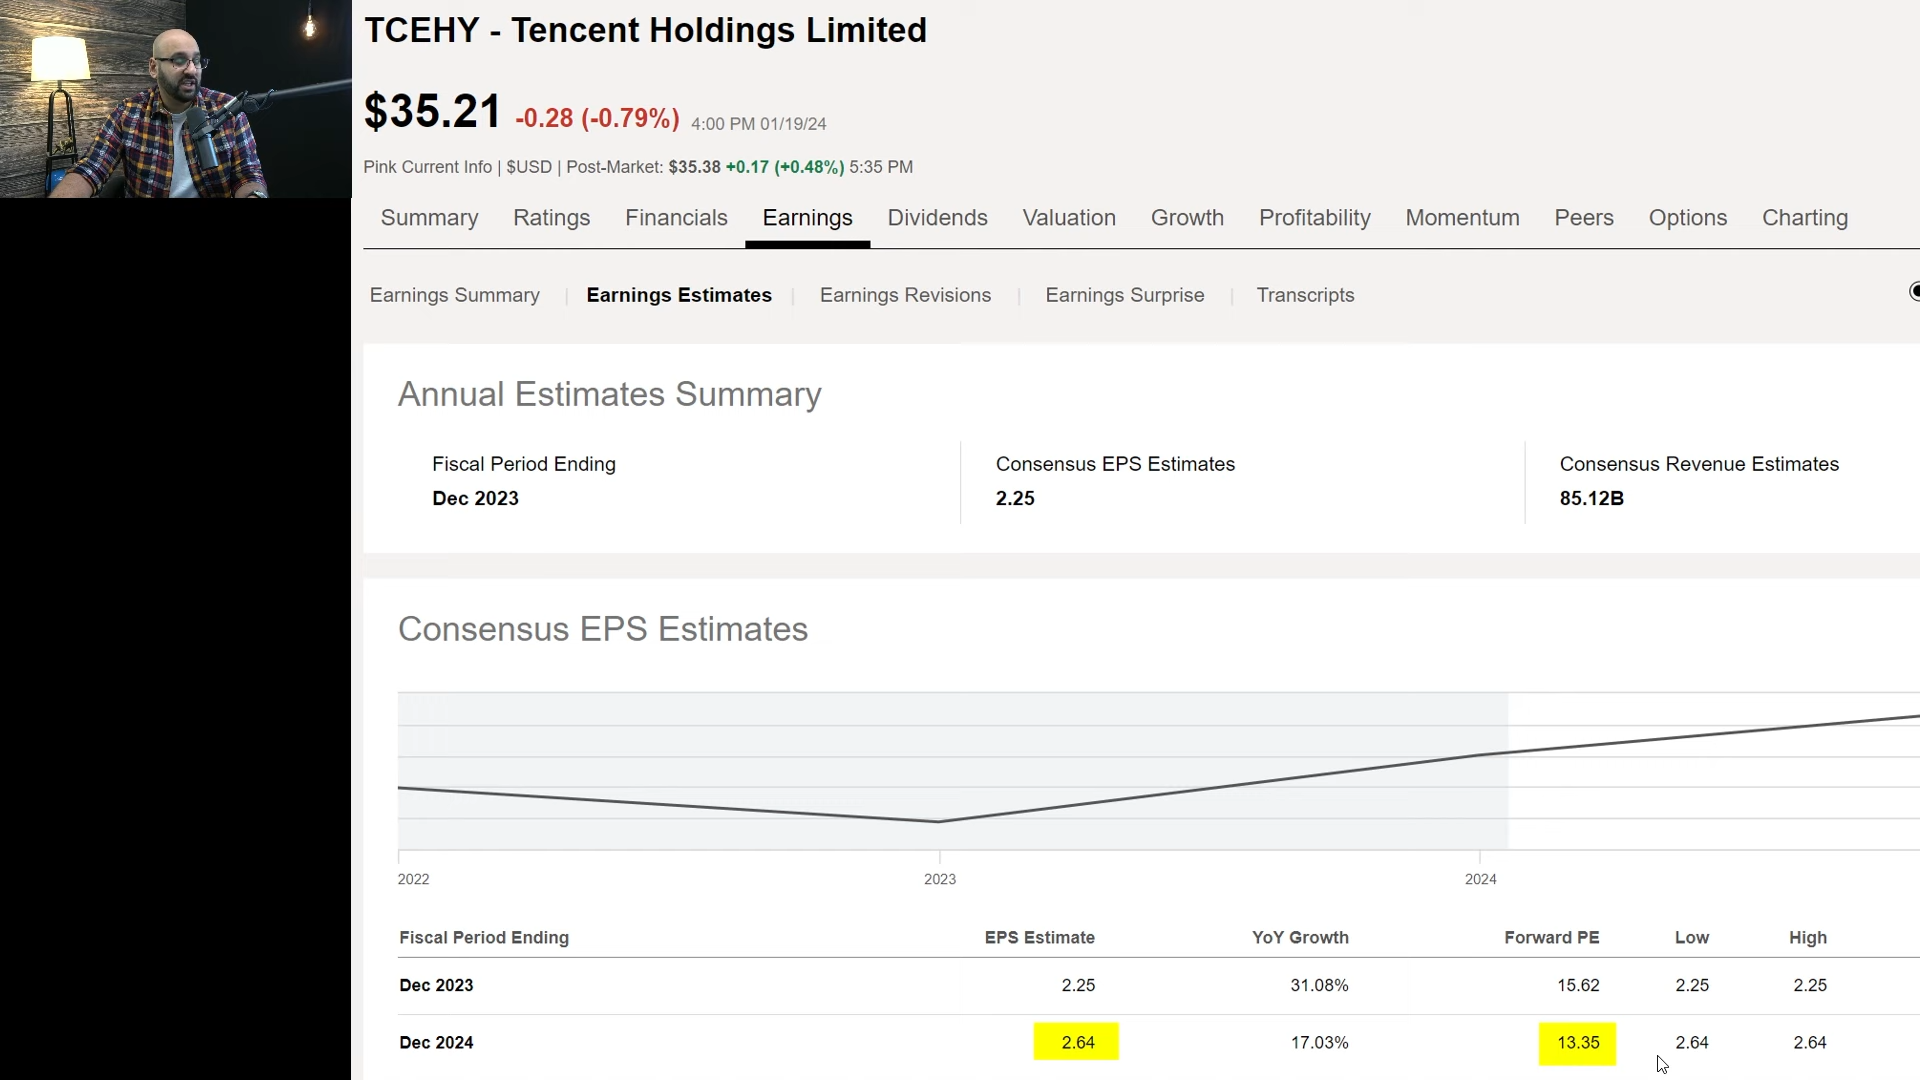 TCEHY - Tencent Holdings Limited
$35.21 -0.28 (-0.79%) 4:00 PM 01/19/24
Pink Current Info | $USD | Post-Market: $35.38 +0.17 (+0.48%) 5:35 PM
Summary Ratings Financials Earnings Dividends Valuation Growth Profitability Momentum Peers Options Charting
Earnings Summary | Earnings Estimates | Earnings Revisions | Earnings Surprise | Transcripts
Annual Estimates Summary
Fiscal Period Ending Consensus EPS Estimates Consensus Revenue Estimates
Dec 2023 2.25 85.12B
Consensus EPS Estimates
2022 2023 2024
Fiscal Period Ending EPS Estimate YoY Growth Forward PE Low High
Dec 2023 2.25 31.08% 15.62 2.25 2.25
Dec 2024 2.64 17.03% 13.35 2.64 2.64